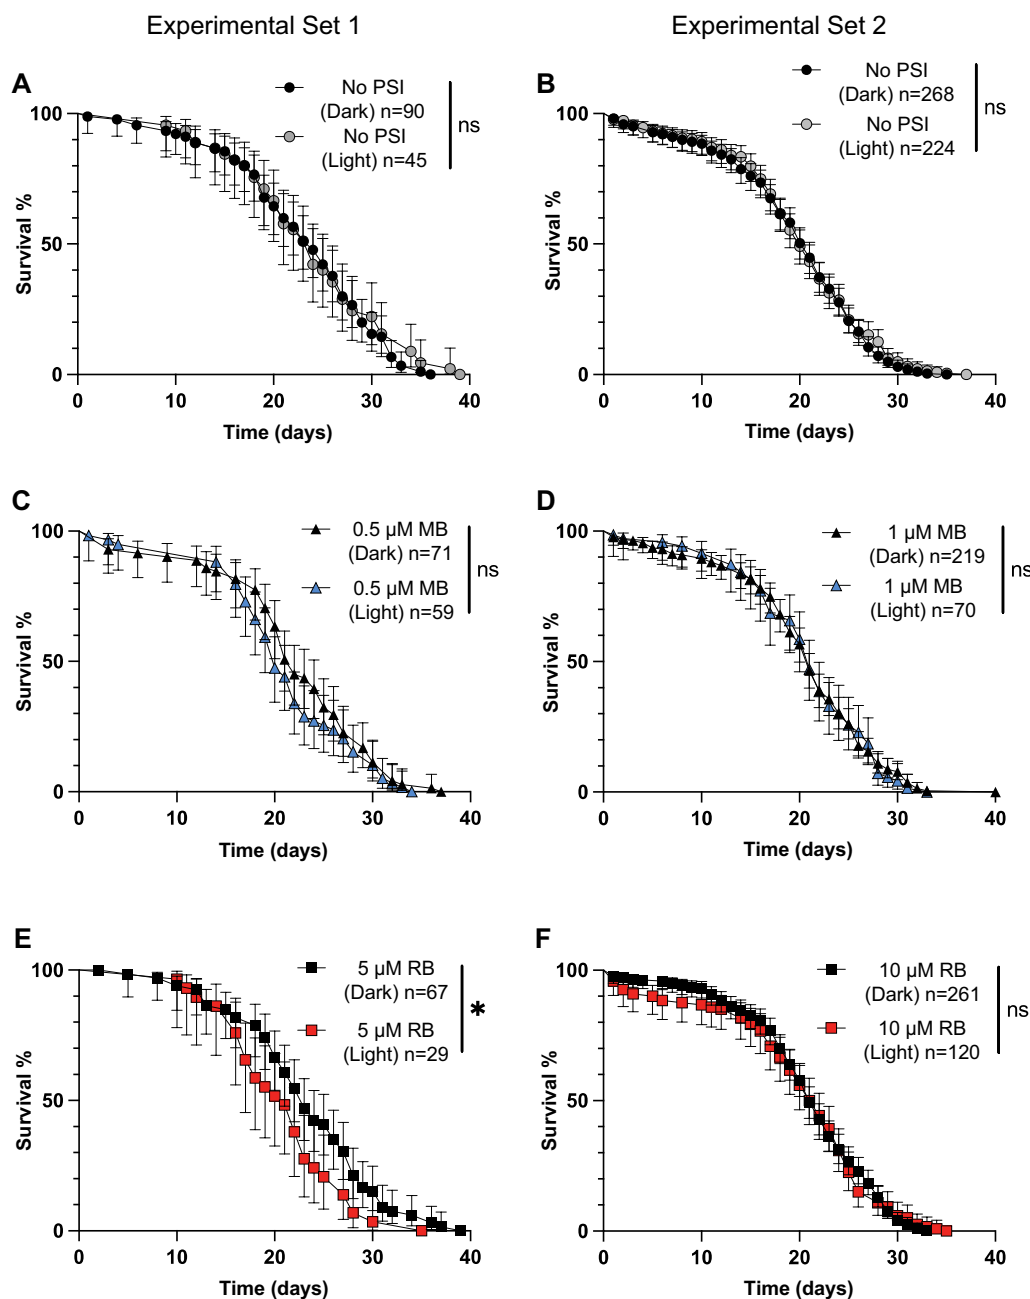 Experimental Set 1
Experimental Set 2
A
No PSI
(Dark) n=90
No PSI
(Light) n=45
ns
100
50
0
Survival %
0 10 20 30 40
Time (days)
B
No PSI
(Dark) n=268
No PSI
(Light) n=224
ns
100
50
0
Survival %
0 10 20 30 40
Time (days)
C
0.5 µM MB
(Dark) n=71
0.5 µM MB
(Light) n=59
ns
100
50
0
Survival %
0 10 20 30 40
Time (days)
D
1 µM MB
(Dark) n=219
1 µM MB
(Light) n=70
ns
100
50
0
Survival %
0 10 20 30 40
Time (days)
E
5 µM RB
(Dark) n=67
5 µM RB
(Light) n=29
*
100
50
0
Survival %
0 10 20 30 40
Time (days)
F
10 µM RB
(Dark) n=261
10 µM RB
(Light) n=120
ns
100
50
0
Survival %
0 10 20 30 40
Time (days)